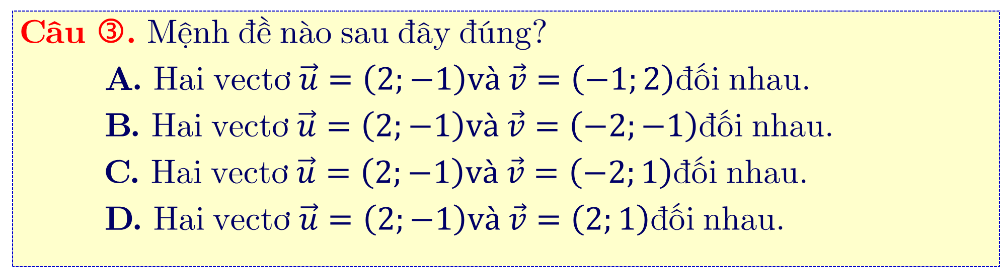 Câu ③. Mệnh đề nào sau đây đúng?
A. Hai vectơ $\vec{u} = (2; -1)$và $\vec{v} = (-1; 2)$đối nhau.
B. Hai vectơ $\vec{u} = (2; -1)$và $\vec{v} = (-2; -1)$đối nhau.
C. Hai vectơ $\vec{u} = (2; -1)$và $\vec{v} = (-2; 1)$đối nhau.
D. Hai vectơ $\vec{u} = (2; -1)$và $\vec{v} = (2; 1)$đối nhau.